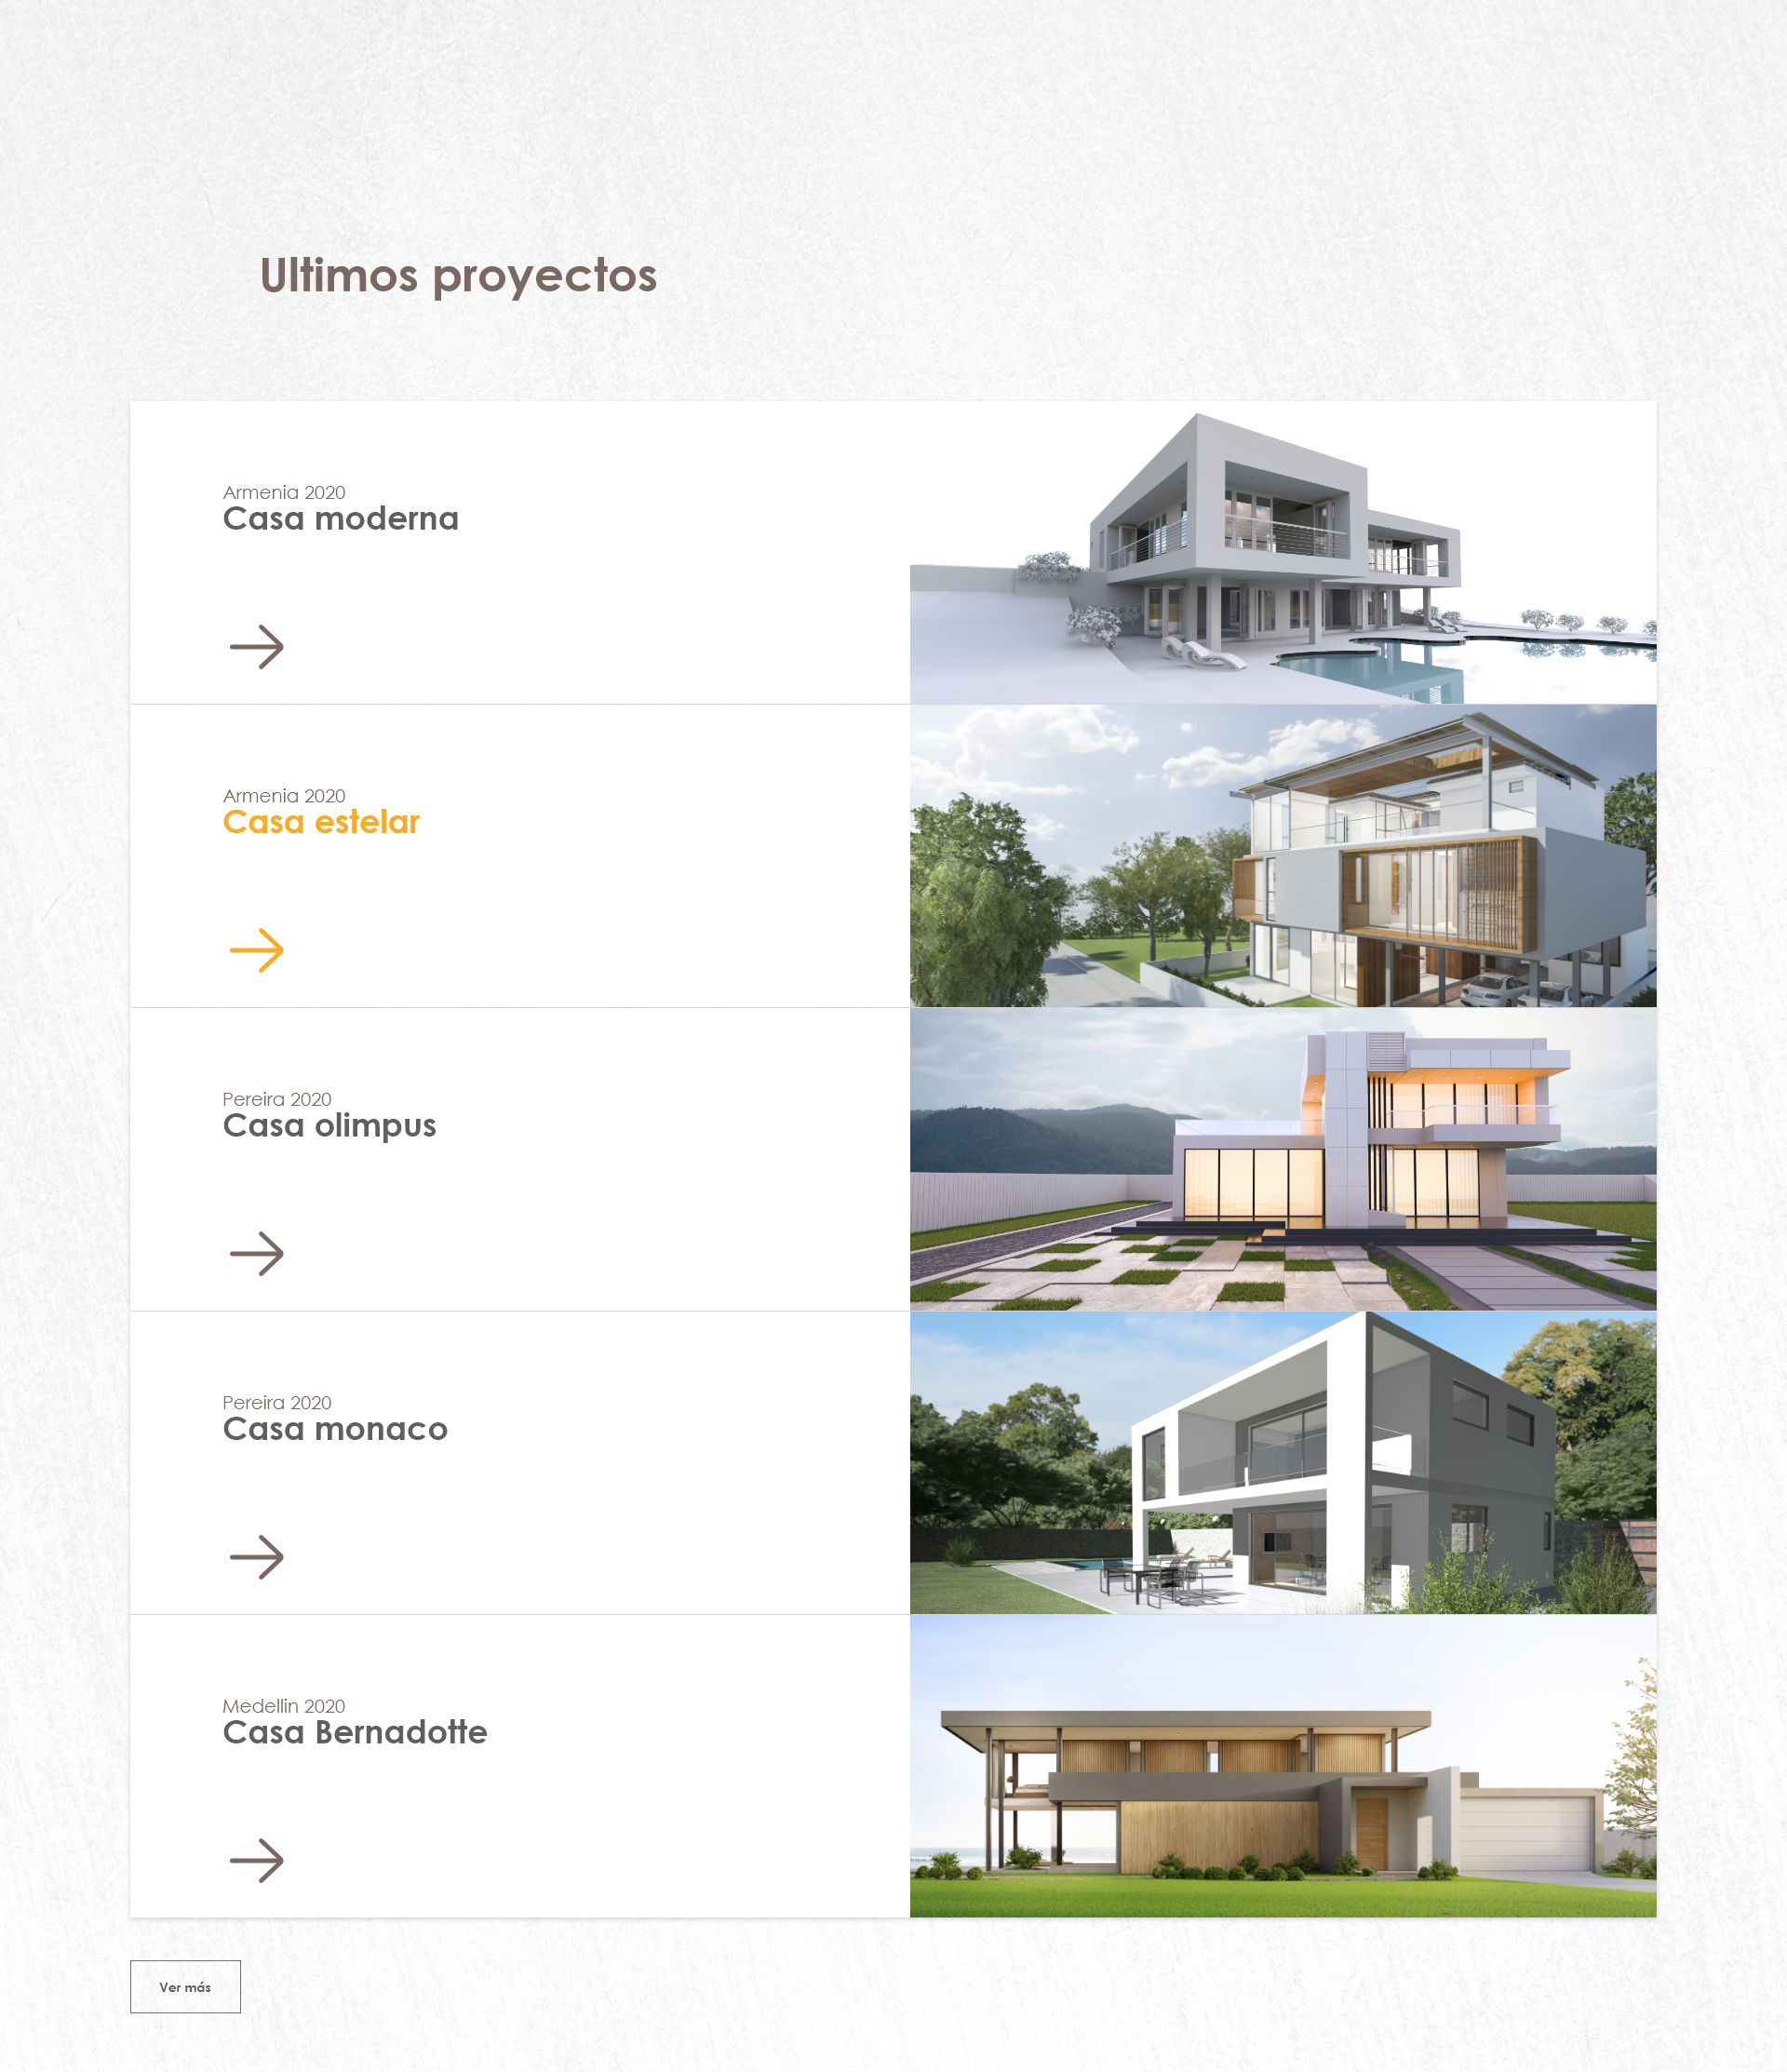 Ultimos proyectos
Armenia 2020
Casa moderna
Armenia 2020
Casa estelar
Pereira 2020
Casa olimpus
Pereira 2020
Casa monaco
Medellin 2020
Casa Bernadotte
Ver más